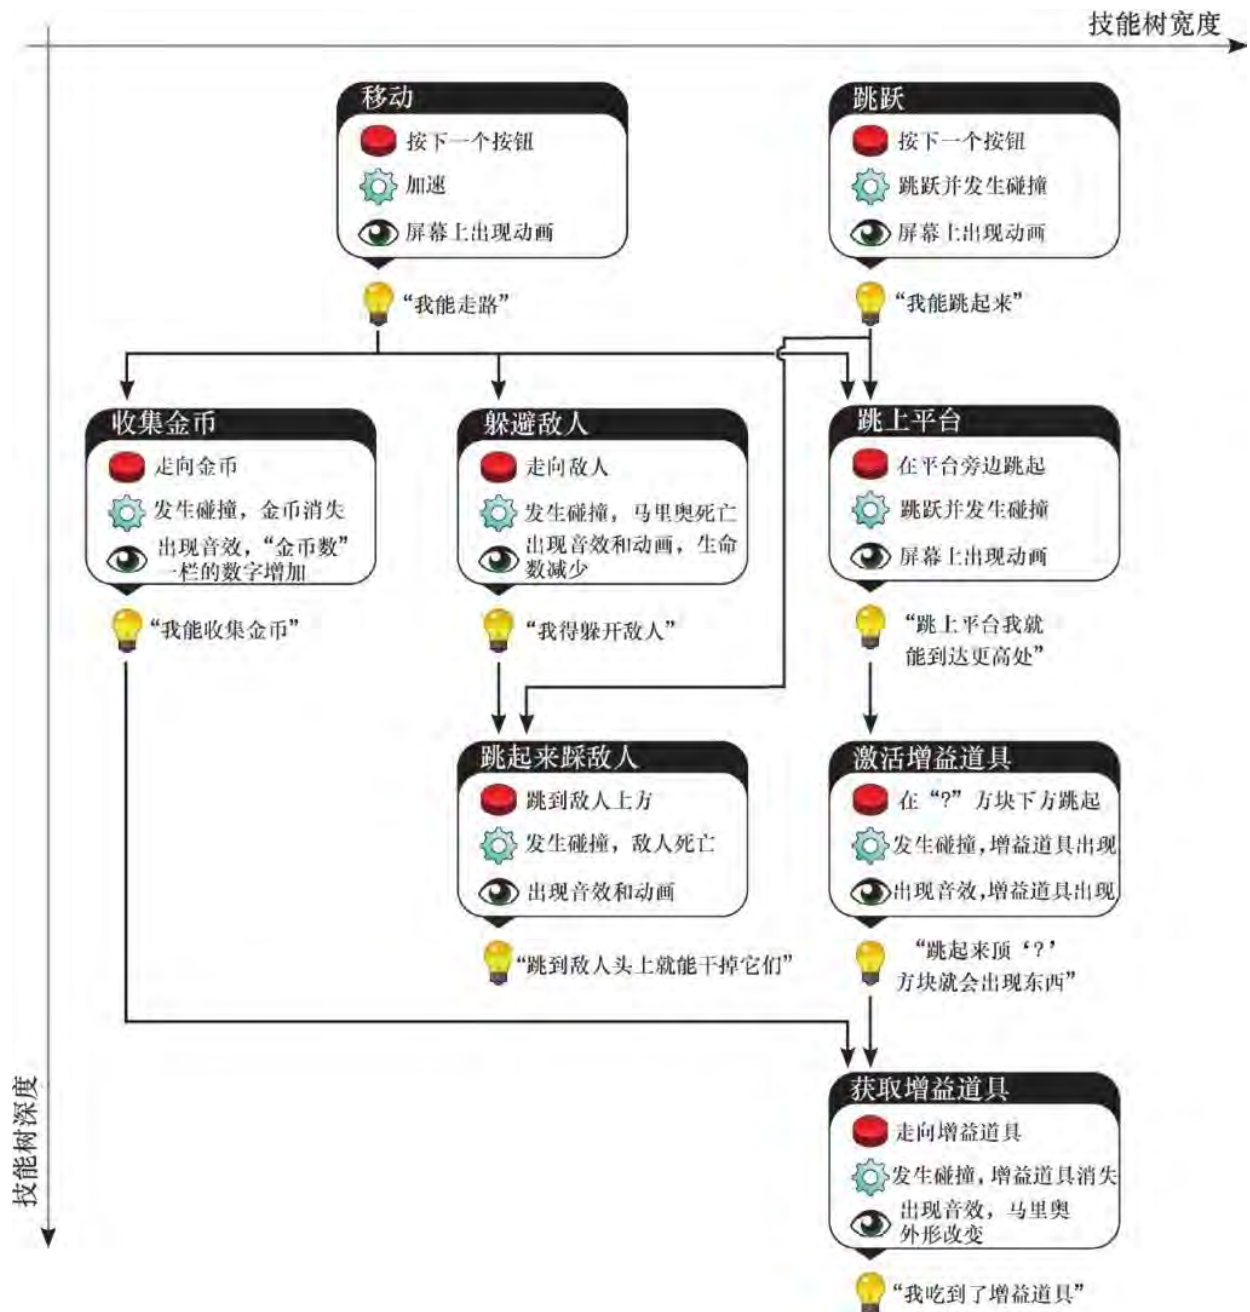 技能树宽度
移动
按下一个按钮
加速
屏幕上出现动画
“我能走路”
跳跃
按下一个按钮
跳跃并发生碰撞
屏幕上出现动画
“我能跳起来”
收集金币
走向金币
发生碰撞，金币消失
出现音效，“金币数”
一栏的数字增加
“我能收集金币”
躲避敌人
走向敌人
发生碰撞，马里奥死亡
出现音效和动画，生命
数减少
“我得躲开敌人”
跳上平台
在平台旁边跳起
跳跃并发生碰撞
屏幕上出现动画
“跳上平台我就
能到达更高处”
跳起来踩敌人
跳到敌人上方
发生碰撞，敌人死亡
出现音效和动画
“跳到敌人头上就能干掉它们”
激活增益道具
在“?”方块下方跳起
发生碰撞，增益道具出现
出现音效，增益道具出现
“跳起来顶‘?’
方块就会出现东西”
获取增益道具
走向增益道具
发生碰撞，增益道具消失
出现音效，马里奥
外形改变
“我吃到了增益道具”
技能树深度